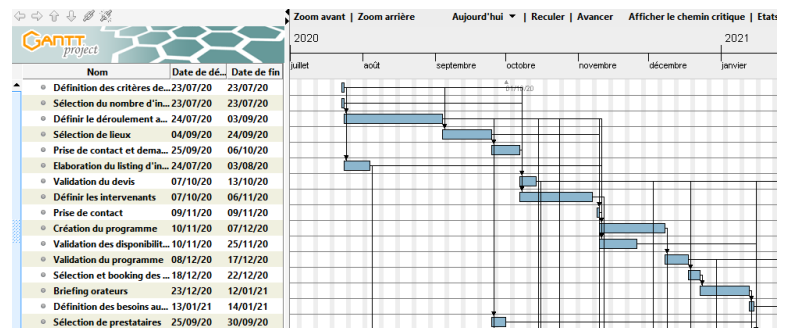 Zoom avant | Zoom arrière Aujourd'hui | Reculer | Avancer Afficher le chemin critique | Etats
2020 2021
GANTT
project
juillet août septembre octobre novembre décembre janvier
Nom Date de dé... Date de fin
Définition des critères de... 23/07/20 23/07/20
01/10/20
Sélection du nombre d'in... 23/07/20 23/07/20
Définir le déroulement a... 24/07/20 03/09/20
Sélection de lieux 04/09/20 24/09/20
Prise de contact et dema... 25/09/20 06/10/20
Elaboration du listing d'in... 24/07/20 03/08/20
Validation du devis 07/10/20 13/10/20
Définir les intervenants 07/10/20 06/11/20
Prise de contact 09/11/20 09/11/20
Création du programme 10/11/20 07/12/20
Validation des disponibilit... 10/11/20 25/11/20
Validation du programme 08/12/20 17/12/20
Sélection et booking des ... 18/12/20 22/12/20
Briefing orateurs 23/12/20 12/01/21
Définition des besoins au... 13/01/21 14/01/21
Sélection de prestataires 25/09/20 30/09/20